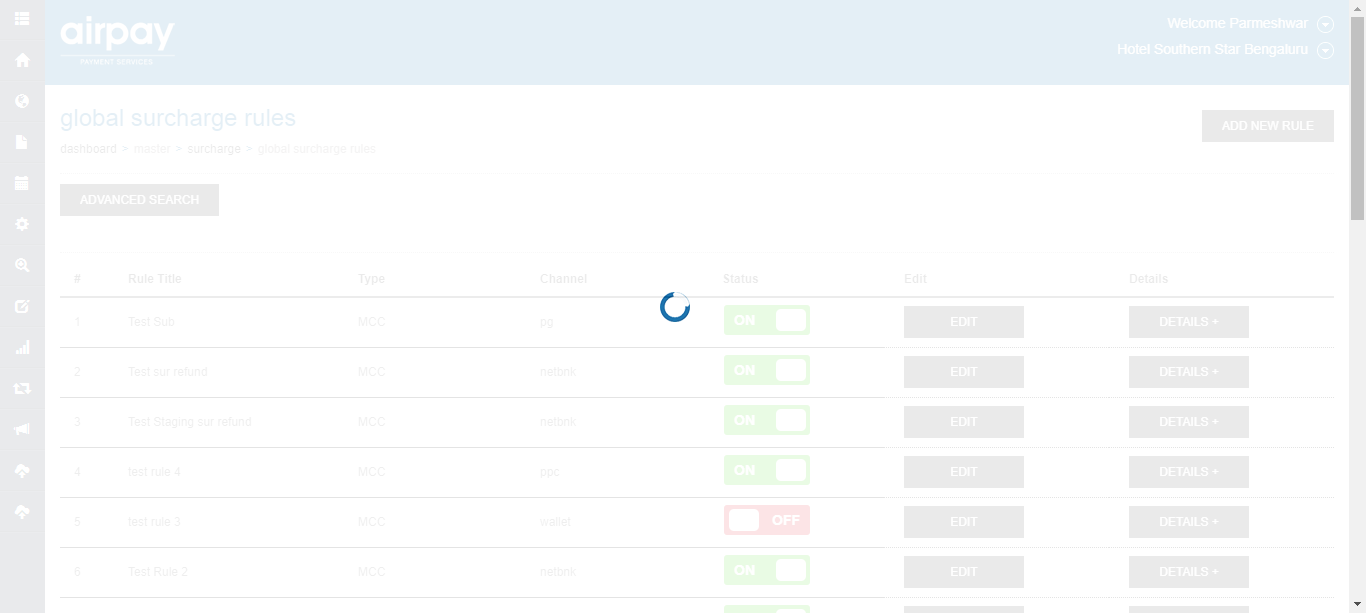 airpay
PAYMENT SERVICES
Welcome Parmeshwar
Hotel Southern Star Bengaluru
global surcharge rules
ADD NEW RULE
dashboard > master > surcharge > global surcharge rules
ADVANCED SEARCH
# Rule Title Type Channel Status Edit Details
1 Test Sub MCC pg ON EDIT DETAILS +
2 Test sur refund MCC netbnk ON EDIT DETAILS +
3 Test Staging sur refund MCC netbnk ON EDIT DETAILS +
4 test rule 4 MCC ppc ON EDIT DETAILS +
5 test rule 3 MCC wallet OFF EDIT DETAILS +
6 Test Rule 2 MCC netbnk ON EDIT DETAILS +